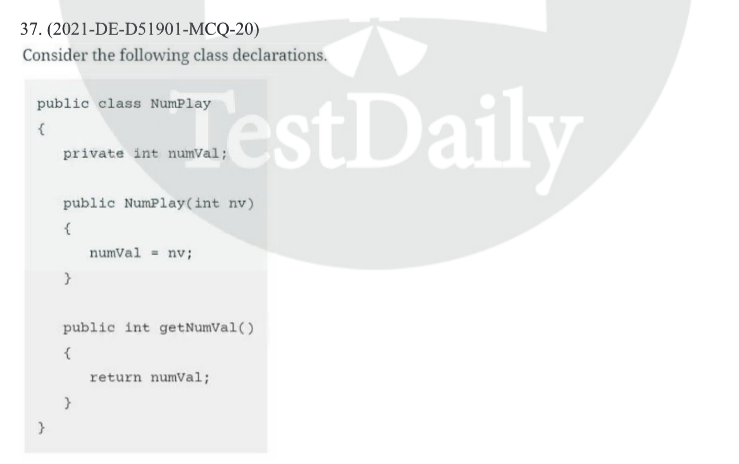 37. (2021-DE-D51901-MCQ-20)
Consider the following class declarations.
TestDaily
public class NumPlay
{
private int numVal;
public NumPlay(int nv)
{
numVal = nv;
}
public int getNumVal()
{
return numVal;
}
}